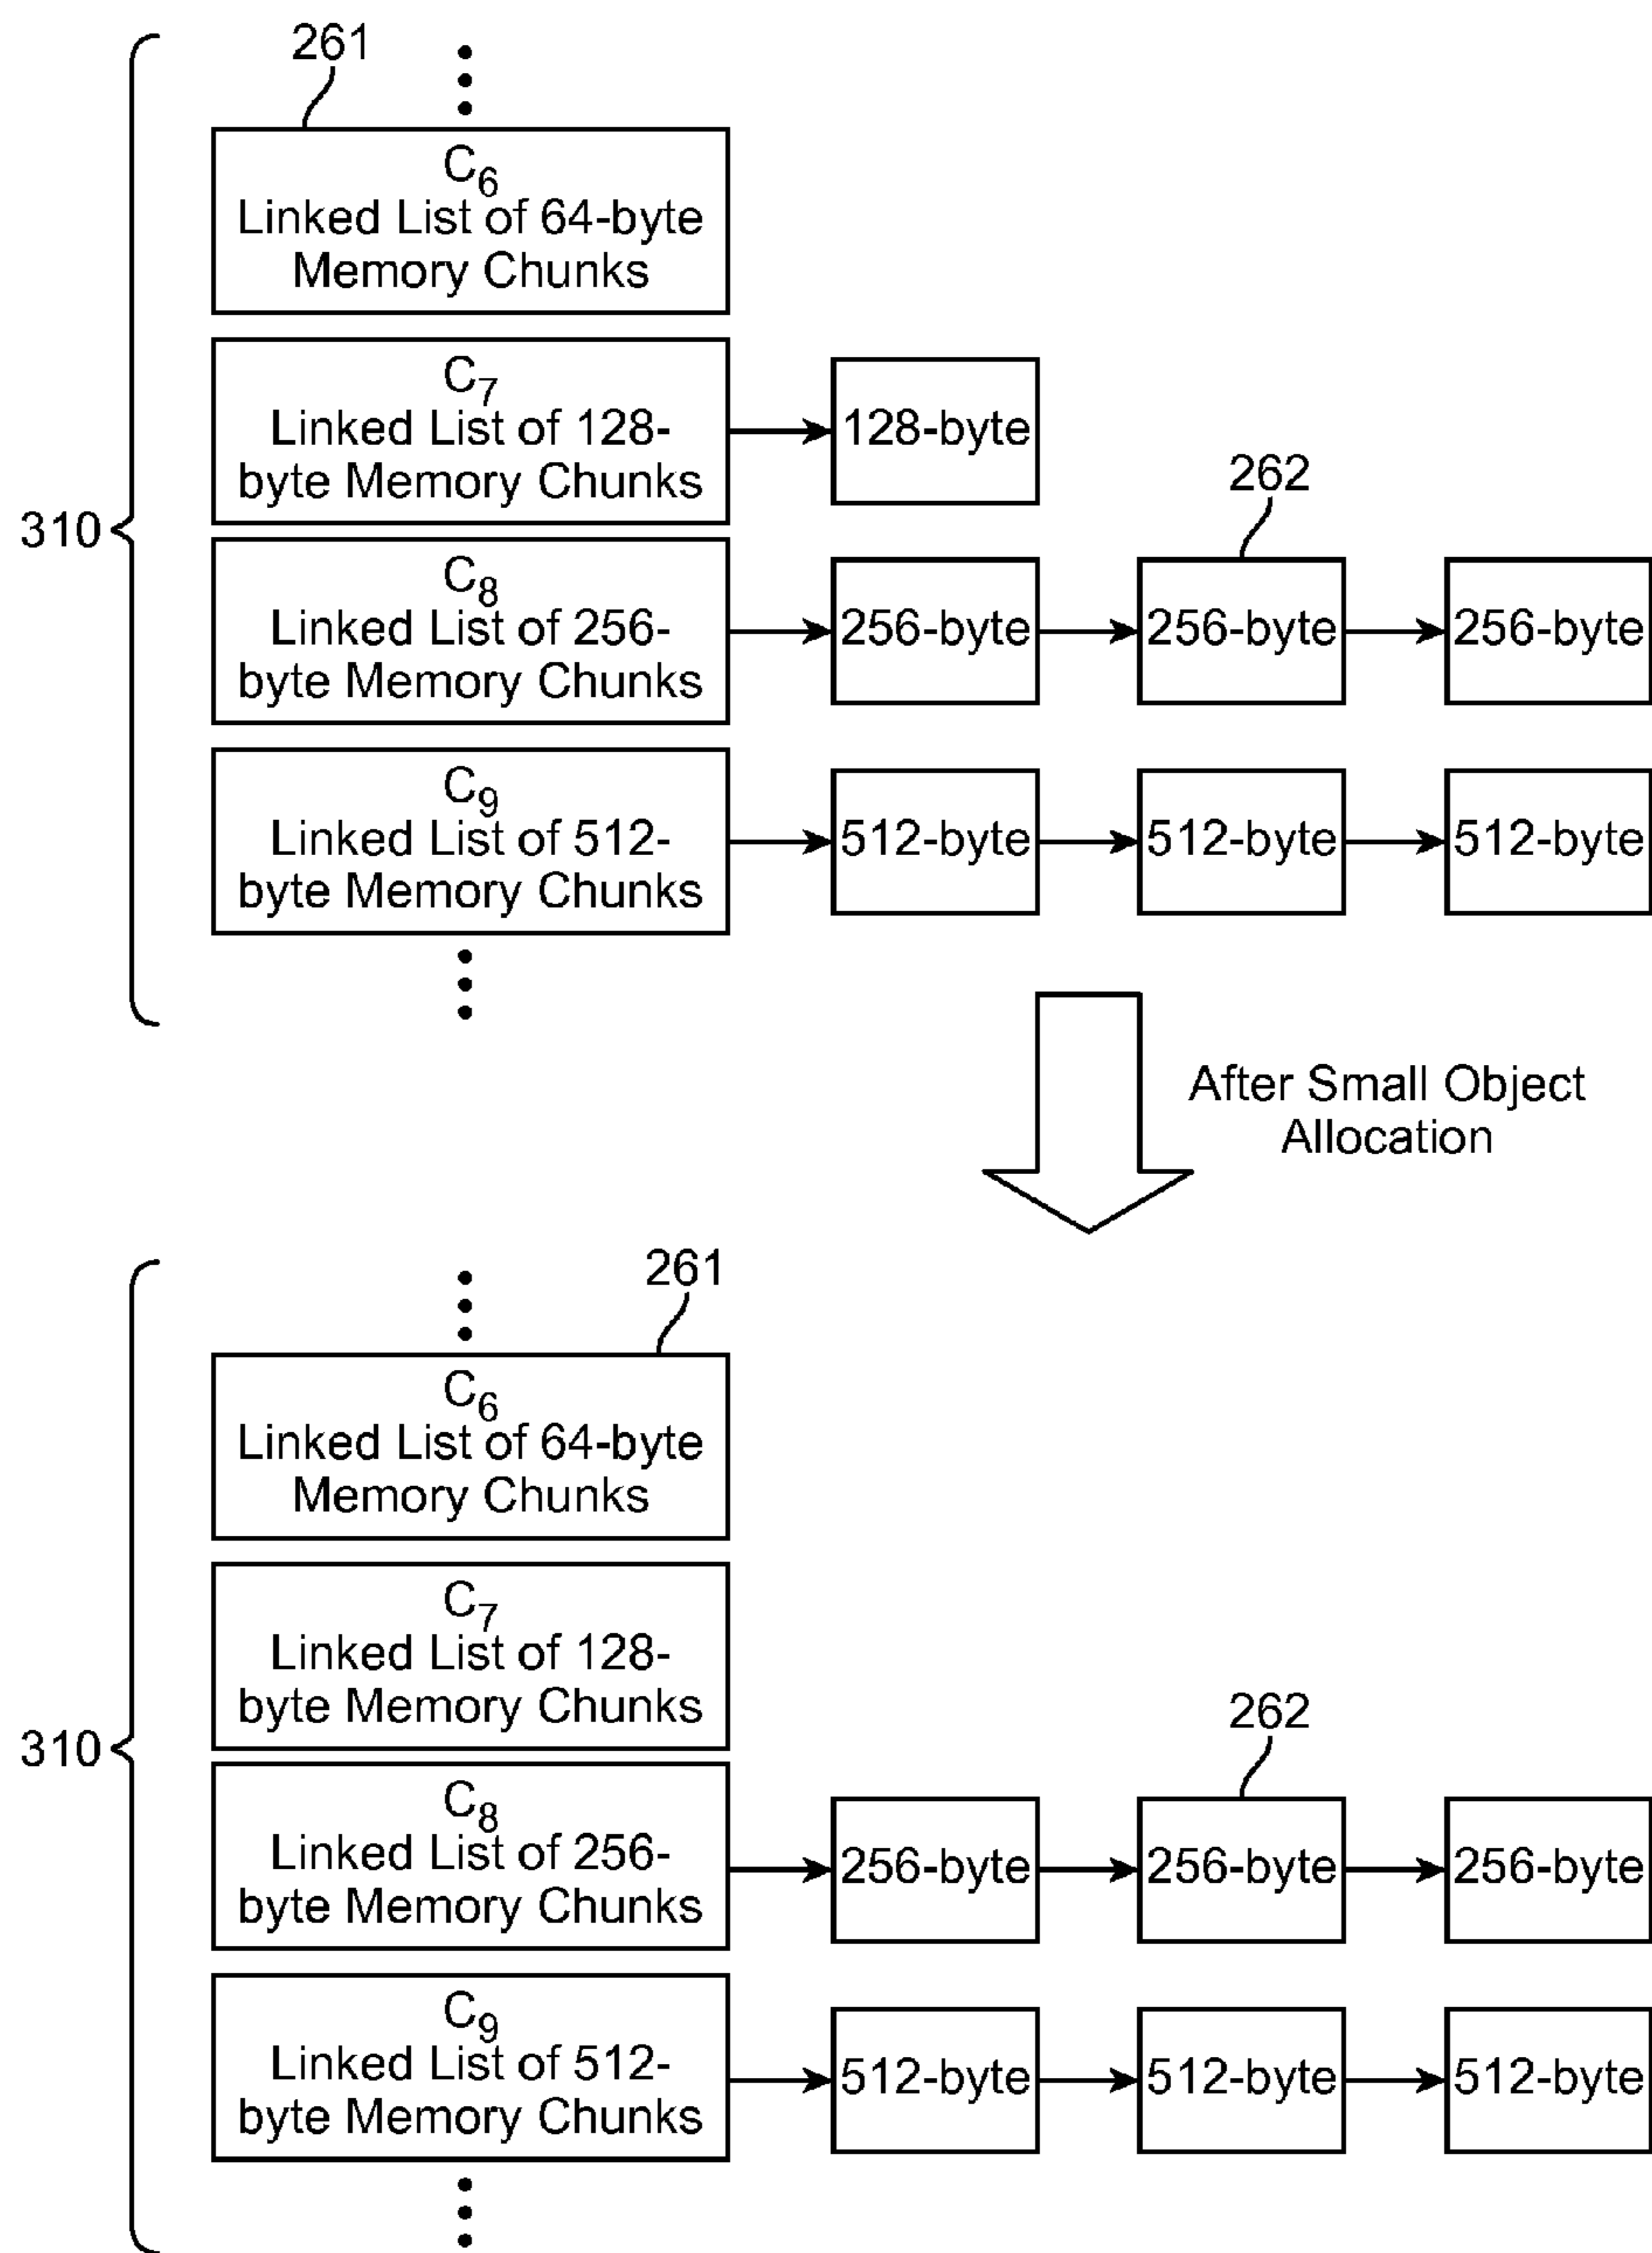 261
C6
Linked List of 64-byte
Memory Chunks
C7
Linked List of 128-
byte Memory Chunks
128-byte
262
310
C8
Linked List of 256-
byte Memory Chunks
256-byte
256-byte
256-byte
C9
Linked List of 512-
byte Memory Chunks
512-byte
512-byte
512-byte
After Small Object
Allocation
261
C6
Linked List of 64-byte
Memory Chunks
C7
Linked List of 128-
byte Memory Chunks
262
310
C8
Linked List of 256-
byte Memory Chunks
256-byte
256-byte
256-byte
C9
Linked List of 512-
byte Memory Chunks
512-byte
512-byte
512-byte